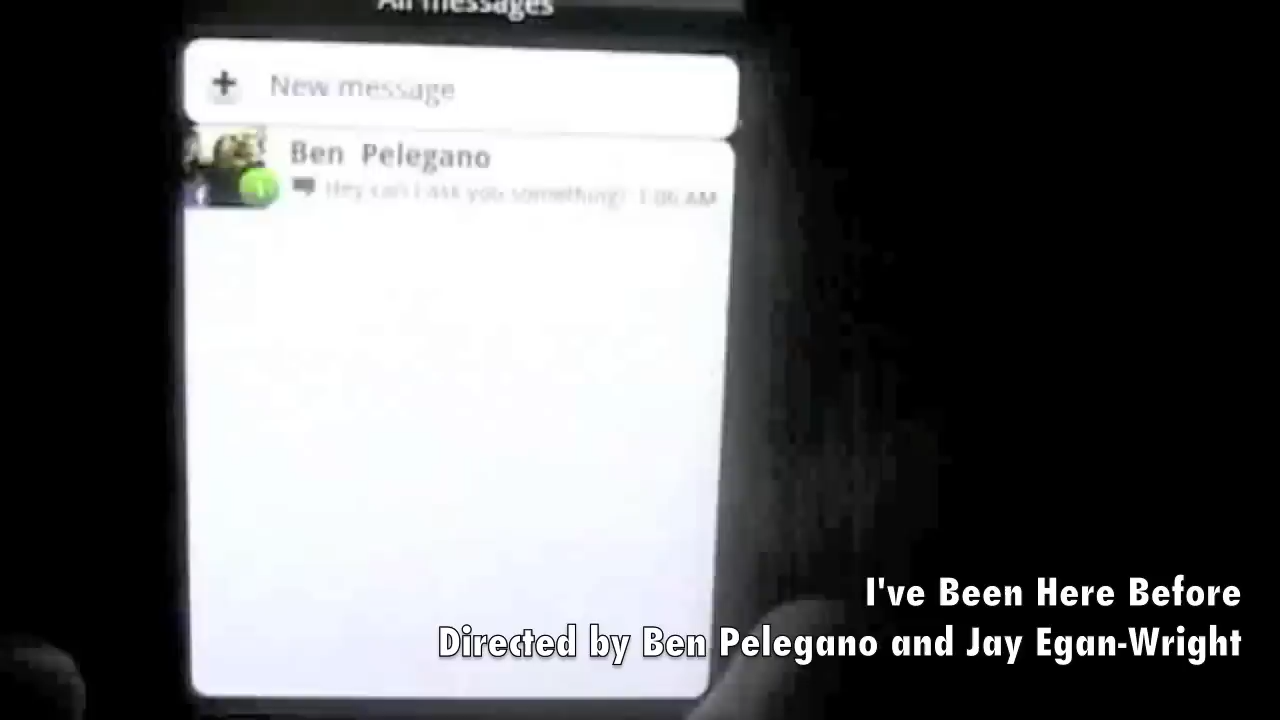 All messages
New message
Ben Pelegano
Hey can I ask you something? 1:06 AM
I've Been Here Before
Directed by Ben Pelegano and Jay Egan-Wright